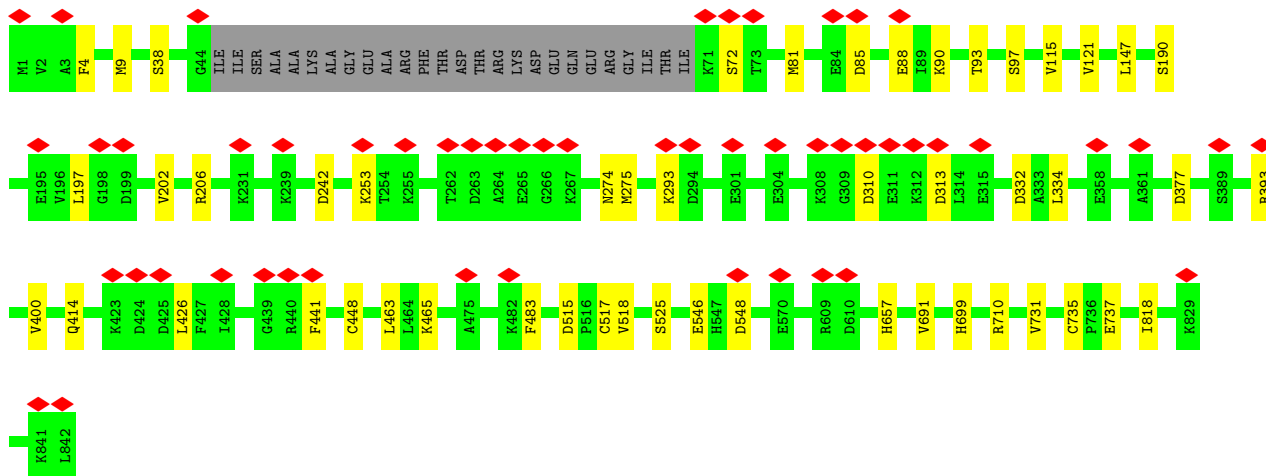 M1 V2 A3 F4 M9 S38 G44 ILE ILE SER ALA ALA LYS ALA GLY GLU ALA ARG PHE THR ASP THR ARG LYS ASP GLU GLN GLU ARG GLY ILE THR ILE K71 S72 T73 M81 E84 D85 E88 I89 K90 T93 S97 V115 V121 L147 S190
E195 V196 L197 G198 D199 V202 R206 K231 K239 D242 K253 T254 K255 T262 D263 A264 E265 G266 K267 N274 M275 K293 D294 E301 E304 K308 G309 D310 E311 K312 D313 L314 E315 D332 A333 L334 E358 A361 D377 S389 R393
V400 Q414 K423 D424 D425 L426 F427 I428 G439 R440 F441 C448 L463 L464 K465 A475 K482 F483 D515 P516 C517 V518 S525 E546 H547 D548 E570 R609 D610 H657 V691 H699 R710 V731 C735 P736 E737 I818 K829
K841 L842